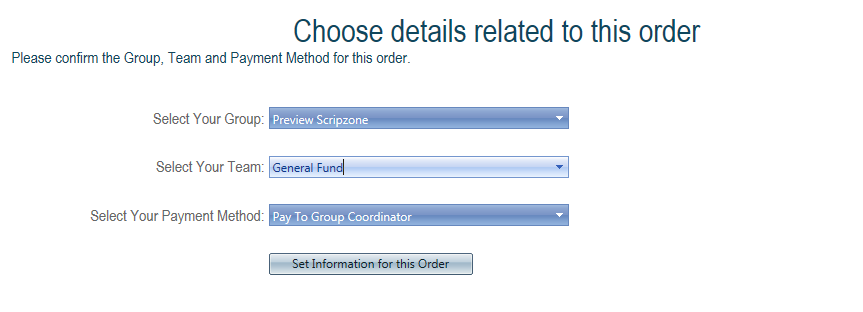 Choose details related to this order
Please confirm the Group, Team and Payment Method for this order.
Select Your Group: Preview Scripzone
Select Your Team: General Fund
Select Your Payment Method: Pay To Group Coordinator
Set Information for this Order